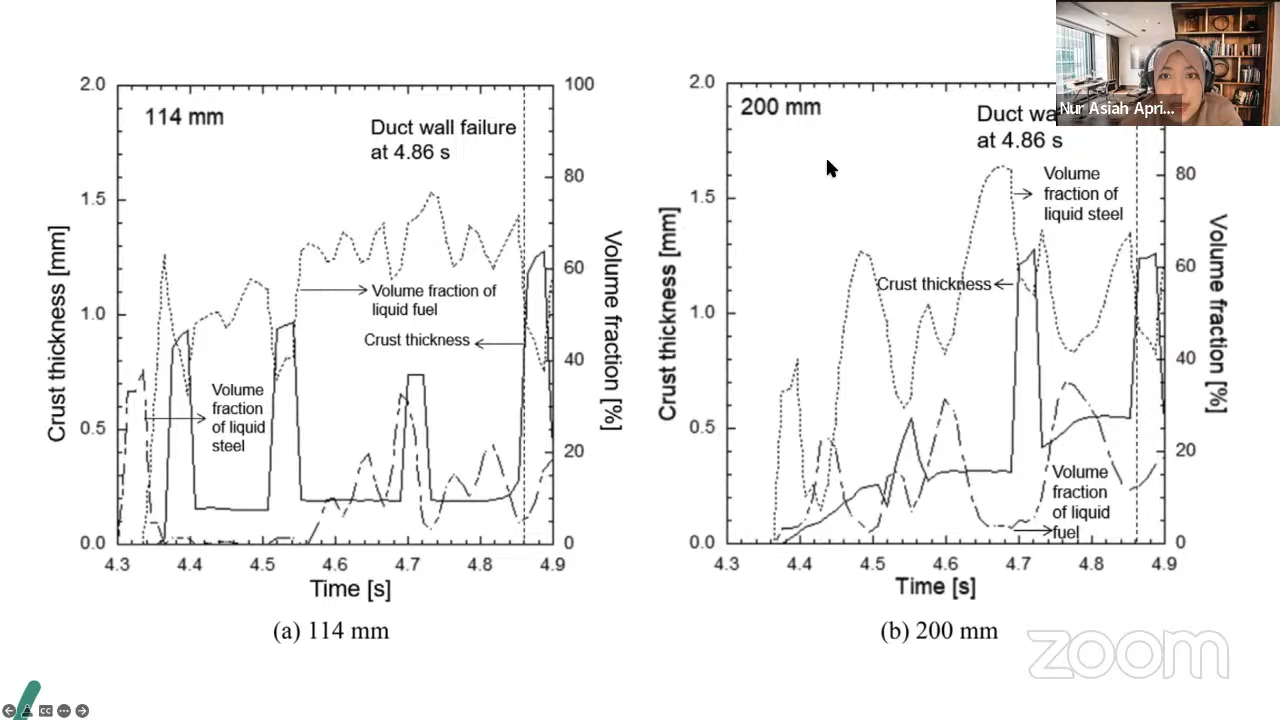 Nur Asiah Apri...
2.0
1.5
1.0
0.5
0.0
Crust thickness [mm]
114 mm
Duct wall failure
at 4.86 s
Volume fraction of
liquid fuel
Crust thickness
Volume
fraction
of liquid
steel
100
80
60
40
20
0
Volume fraction [%]
4.3 4.4 4.5 4.6 4.7 4.8 4.9
Time [s]
(a) 114 mm
2.0
1.5
1.0
0.5
0.0
Crust thickness [mm]
200 mm
Duct wa
at 4.86 s
Volume
fraction of
liquid steel
Crust thickness
Volume
fraction
of liquid
fuel
80
60
40
20
0
Volume fraction [%]
4.3 4.4 4.5 4.6 4.7 4.8 4.9
Time [s]
(b) 200 mm
zoom
CC